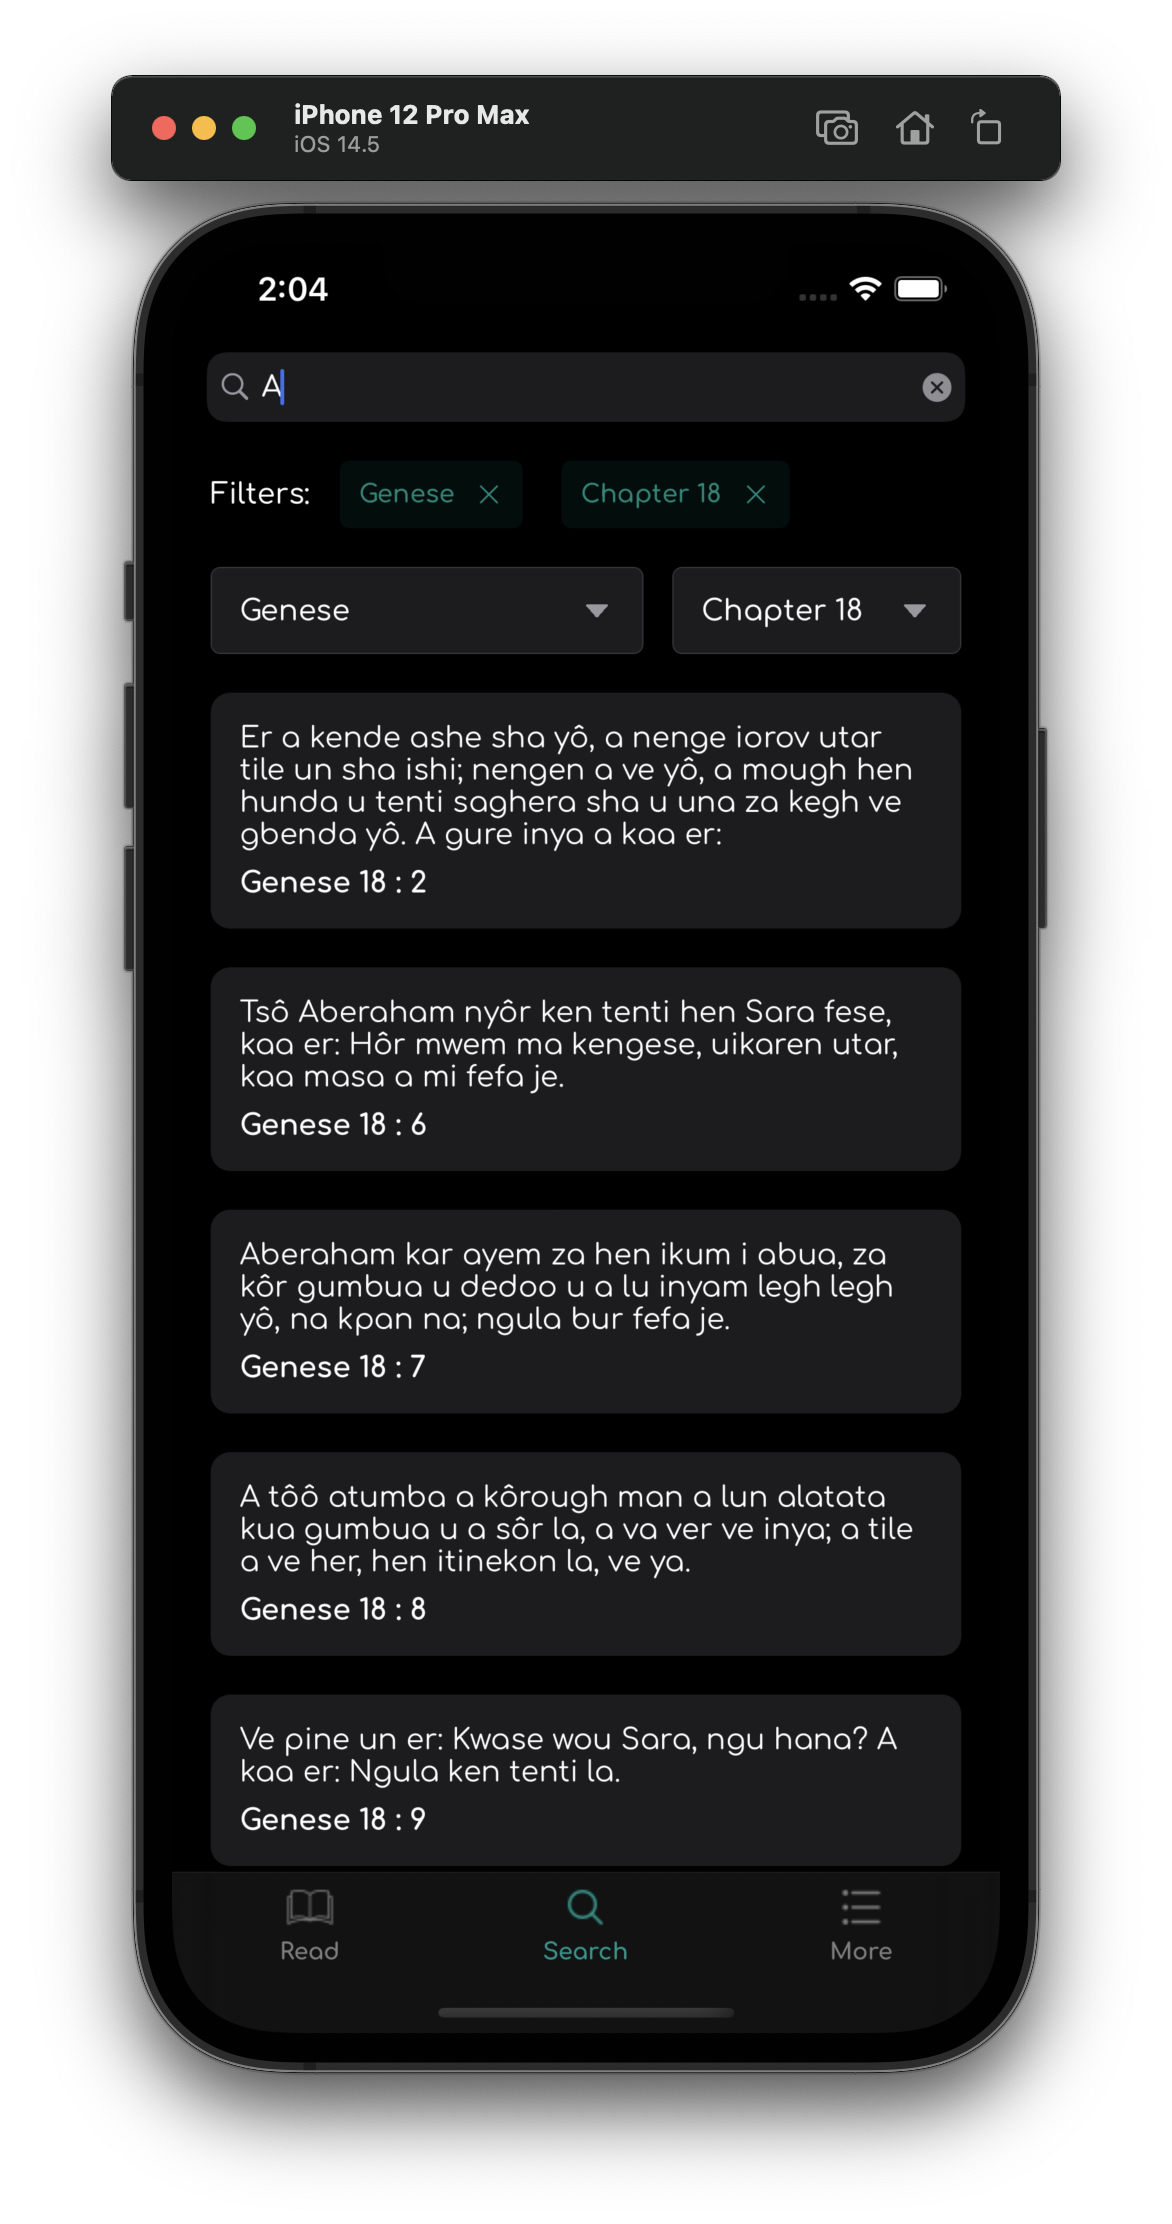 iPhone 12 Pro Max
iOS 14.5
2:04
A
Filters: Genese Chapter 18
Genese Chapter 18
Er a kende ashe sha yô, a nenge iorov utar
tile un sha ishi; nengen a ve yô, a mough hen
hunda u tenti saghera sha u una za kegh ve
gbenda yô. A gure inya a kaa er:
Genese 18 : 2
Tsô Aberaham nyôr ken tenti hen Sara fese,
kaa er: Hôr mwem ma kengese, uikaren utar,
kaa masa a mi fefa je.
Genese 18 : 6
Aberaham kar ayem za hen ikum i abua, za
kôr gumbua u dedoo u a lu inyam legh legh
yô, na kpan na; ngula bur fefa je.
Genese 18 : 7
A tôô atumba a kôrough man a lun alatata
kua gumbua u a sôr la, a va ver ve inya; a tile
a ve her, hen itinekon la, ve ya.
Genese 18 : 8
Ve pine un er: Kwase wou Sara, ngu hana? A
kaa er: Ngula ken tenti la.
Genese 18 : 9
Read Search More